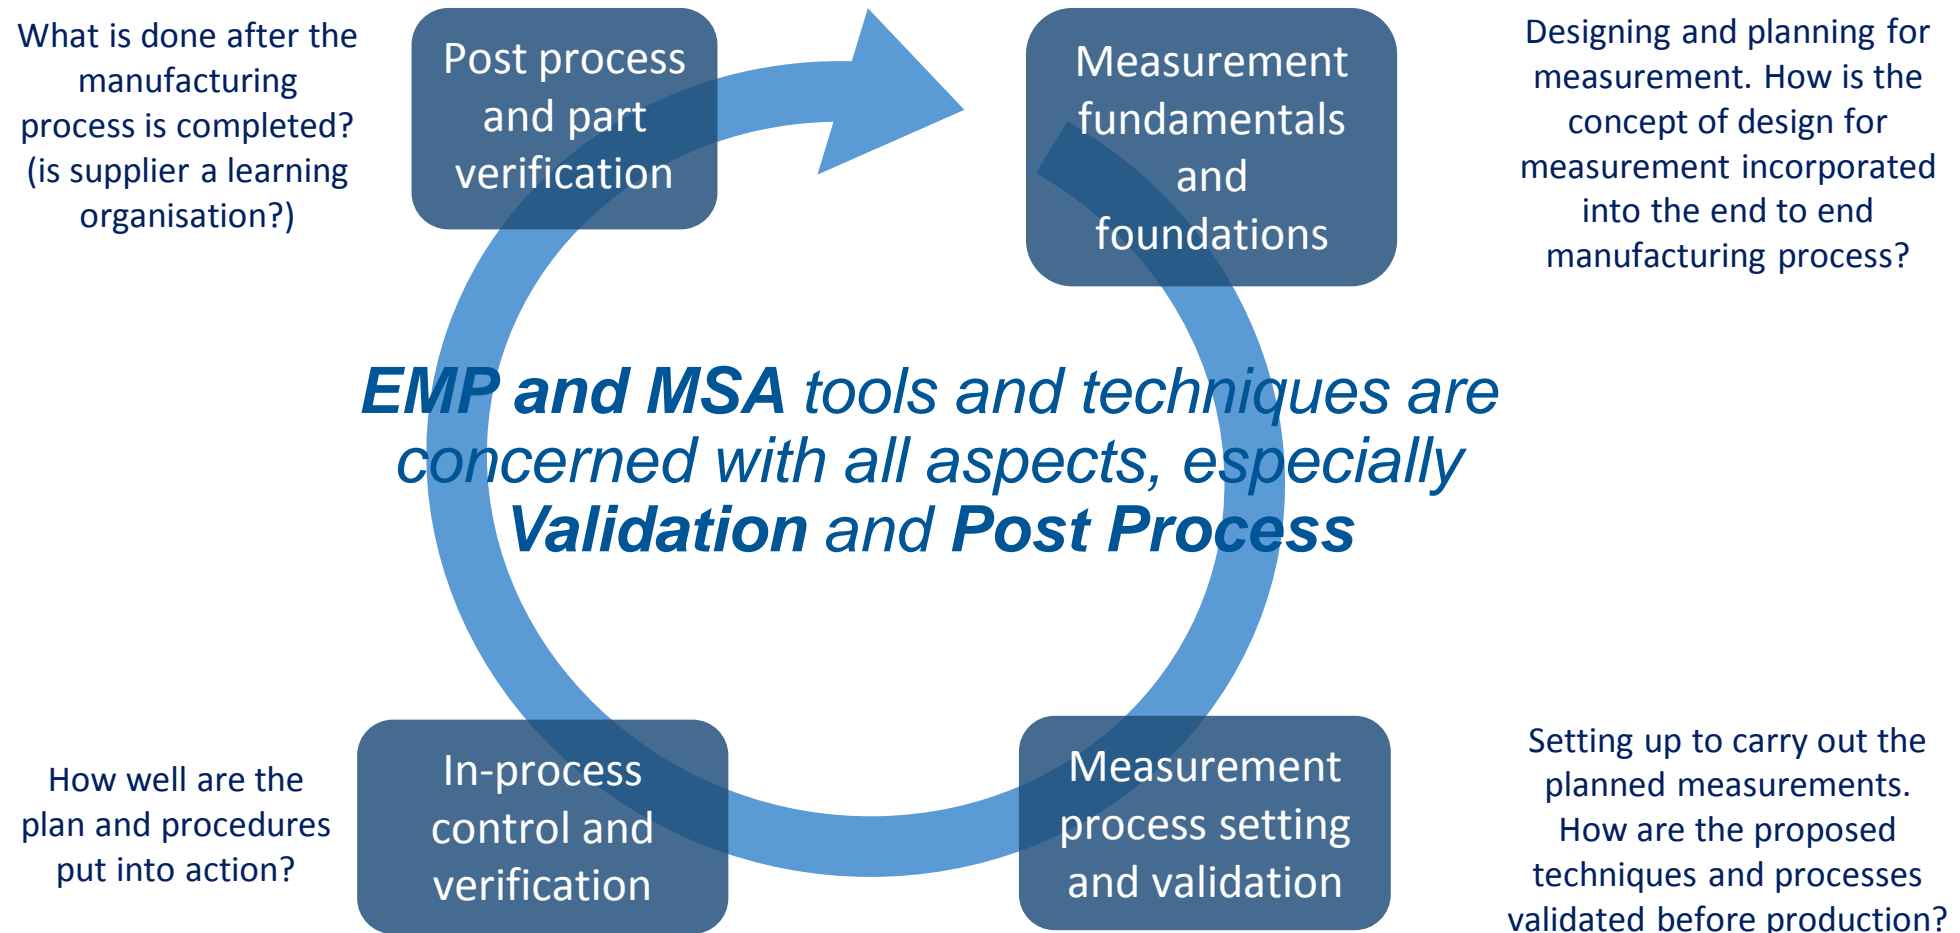 What is done after the
manufacturing
process is completed?
(is supplier a learning
organisation?)
Post process
and part
verification
Measurement
fundamentals
and
foundations
Designing and planning for
measurement. How is the
concept of design for
measurement incorporated
into the end to end
manufacturing process?
EMP and MSA tools and techniques are
concerned with all aspects, especially
Validation and Post Process
How well are the
plan and procedures
put into action?
In-process
control and
verification
Measurement
process setting
and validation
Setting up to carry out the
planned measurements.
How are the proposed
techniques and processes
validated before production?